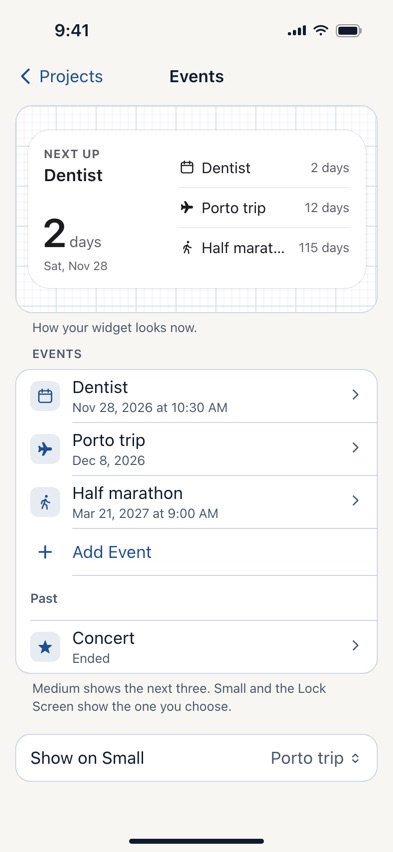 9:41
Projects
Events
NEXT UP
Dentist
2 days
Sat, Nov 28
Dentist 2 days
Porto trip 12 days
Half marat... 115 days
How your widget looks now.
EVENTS
Dentist
Nov 28, 2026 at 10:30 AM
Porto trip
Dec 8, 2026
Half marathon
Mar 21, 2027 at 9:00 AM
Add Event
Past
Concert
Ended
Medium shows the next three. Small and the Lock
Screen show the one you choose.
Show on Small Porto trip